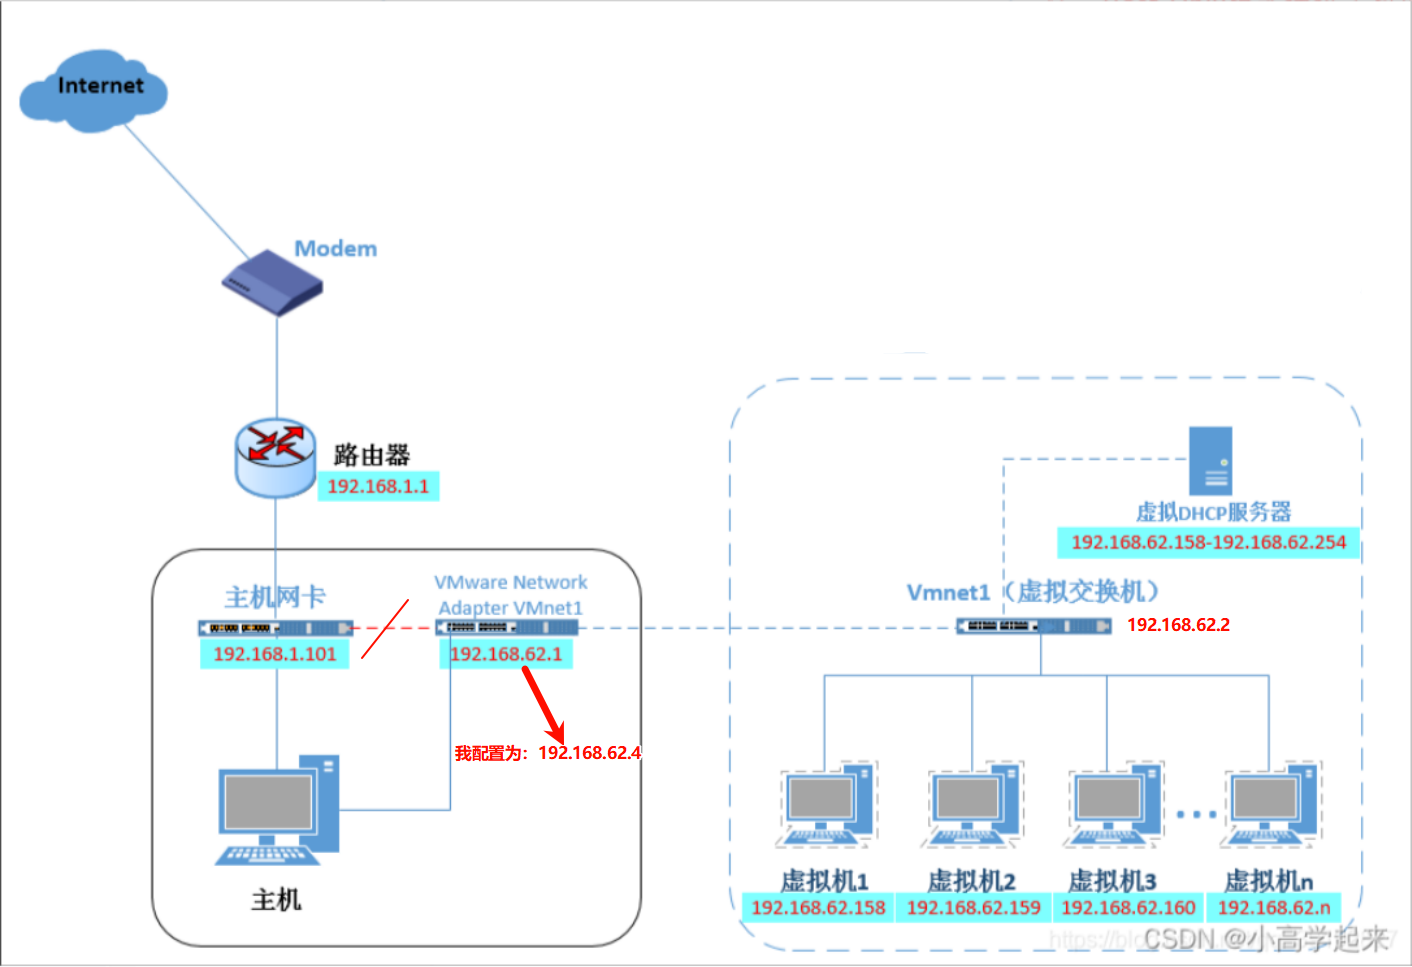 Internet
Modem
路由器
192.168.1.1
主机网卡
192.168.1.101
VMware Network
Adapter VMnet1
192.168.62.1
我配置为：192.168.62.4
主机
虚拟DHCP服务器
192.168.62.158-192.168.62.254
Vmnet1（虚拟交换机）
192.168.62.2
虚拟机1
虚拟机2
虚拟机3
虚拟机n
192.168.62.158
192.168.62.159
192.168.62.160
192.168.62.n
CSDN @小高学起来